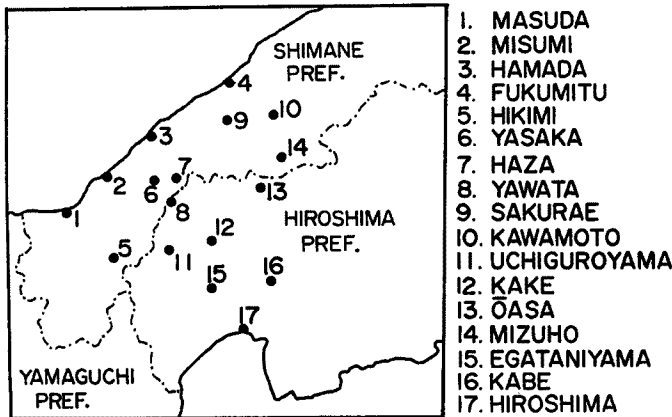 SHIMANE
PREF.
HIROSHIMA
PREF.
YAMAGUCHI
PREF.
1
2
3
4
5
6
7
8
9
10
11
12
13
14
15
16
17
1. MASUDA
2. MISUMI
3. HAMADA
4. FUKUMITU
5. HIKIMI
6. YASAKA
7. HAZA
8. YAWATA
9. SAKURAE
10. KAWAMOTO
11. UCHIGUROYAMA
12. KAKE
13. ŌASA
14. MIZUHO
15. EGATANIYAMA
16. KABE
17. HIROSHIMA